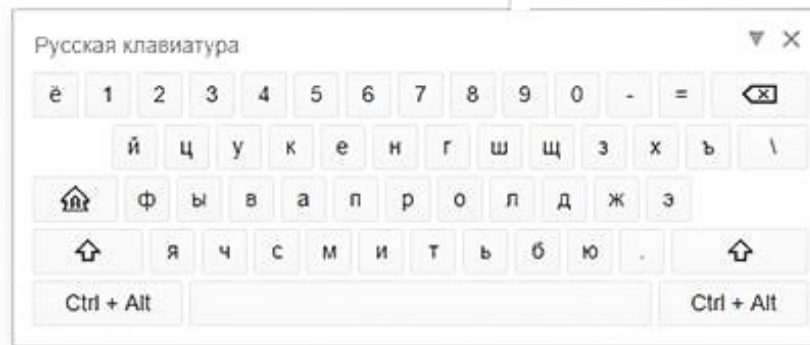 Русская клавиатура
ё 1 2 3 4 5 6 7 8 9 0 - =
й ц у к е н г ш щ з х ъ \
ф ы в а п р о л д ж э
я ч с м и т ь б ю .
Ctrl + Alt Ctrl + Alt